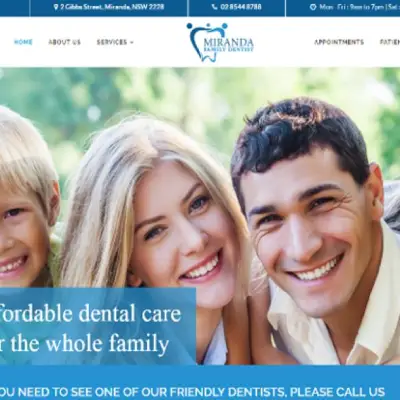 2 Gibbs Street, Miranda, NSW 2228
02 8544 8788
Mon - Fri : 9am to 7pm | Sat
HOME
ABOUT US
SERVICES
MIRANDA
FAMILY DENTIST
APPOINTMENTS
PATIEN
ffordable dental care
r the whole family
OU NEED TO SEE ONE OF OUR FRIENDLY DENTISTS, PLEASE CALL US